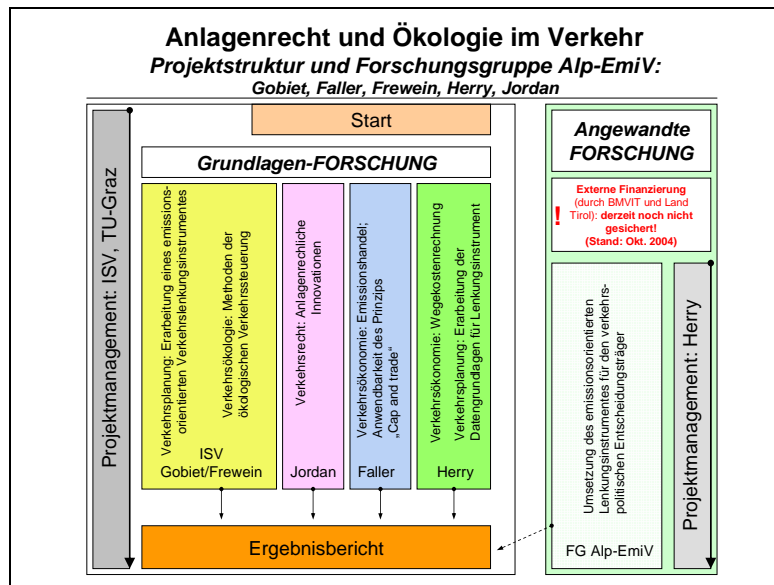 Anlagenrecht und Ökologie im Verkehr
Projektstruktur und Forschungsgruppe Alp-EmiV:
Gobiet, Faller, Frewein, Herry, Jordan
Projektmanagement: ISV, TU-Graz
Start
Grundlagen-FORSCHUNG
Verkehrsplanung: Erarbeitung eines emissions-
orientierten Verkehrslenkungsinstrumentes
Verkehrsökologie: Methoden der
ökologischen Verkehrssteuerung
ISV
Gobiet/Frewein
Verkehrsrecht: Anlagenrechtliche
Innovationen
Jordan
Verkehrsökonomie: Emissionshandel;
Anwendbarkeit des Prinzips
„Cap and trade“
Faller
Verkehrsökonomie: Wegekostenrechnung
Verkehrsplanung: Erarbeitung der
Datengrundlagen für Lenkungsinstrument
Herry
Ergebnisbericht
Angewandte
FORSCHUNG
!
Externe Finanzierung
(durch BMVIT und Land
Tirol): derzeit noch nicht
gesichert!
(Stand: Okt. 2004)
Umsetzung des emissionsorientierten
Lenkungsinstrumentes für den verkehrs-
politischen Entscheidungsträger
FG Alp-EmiV
Projektmanagement: Herry